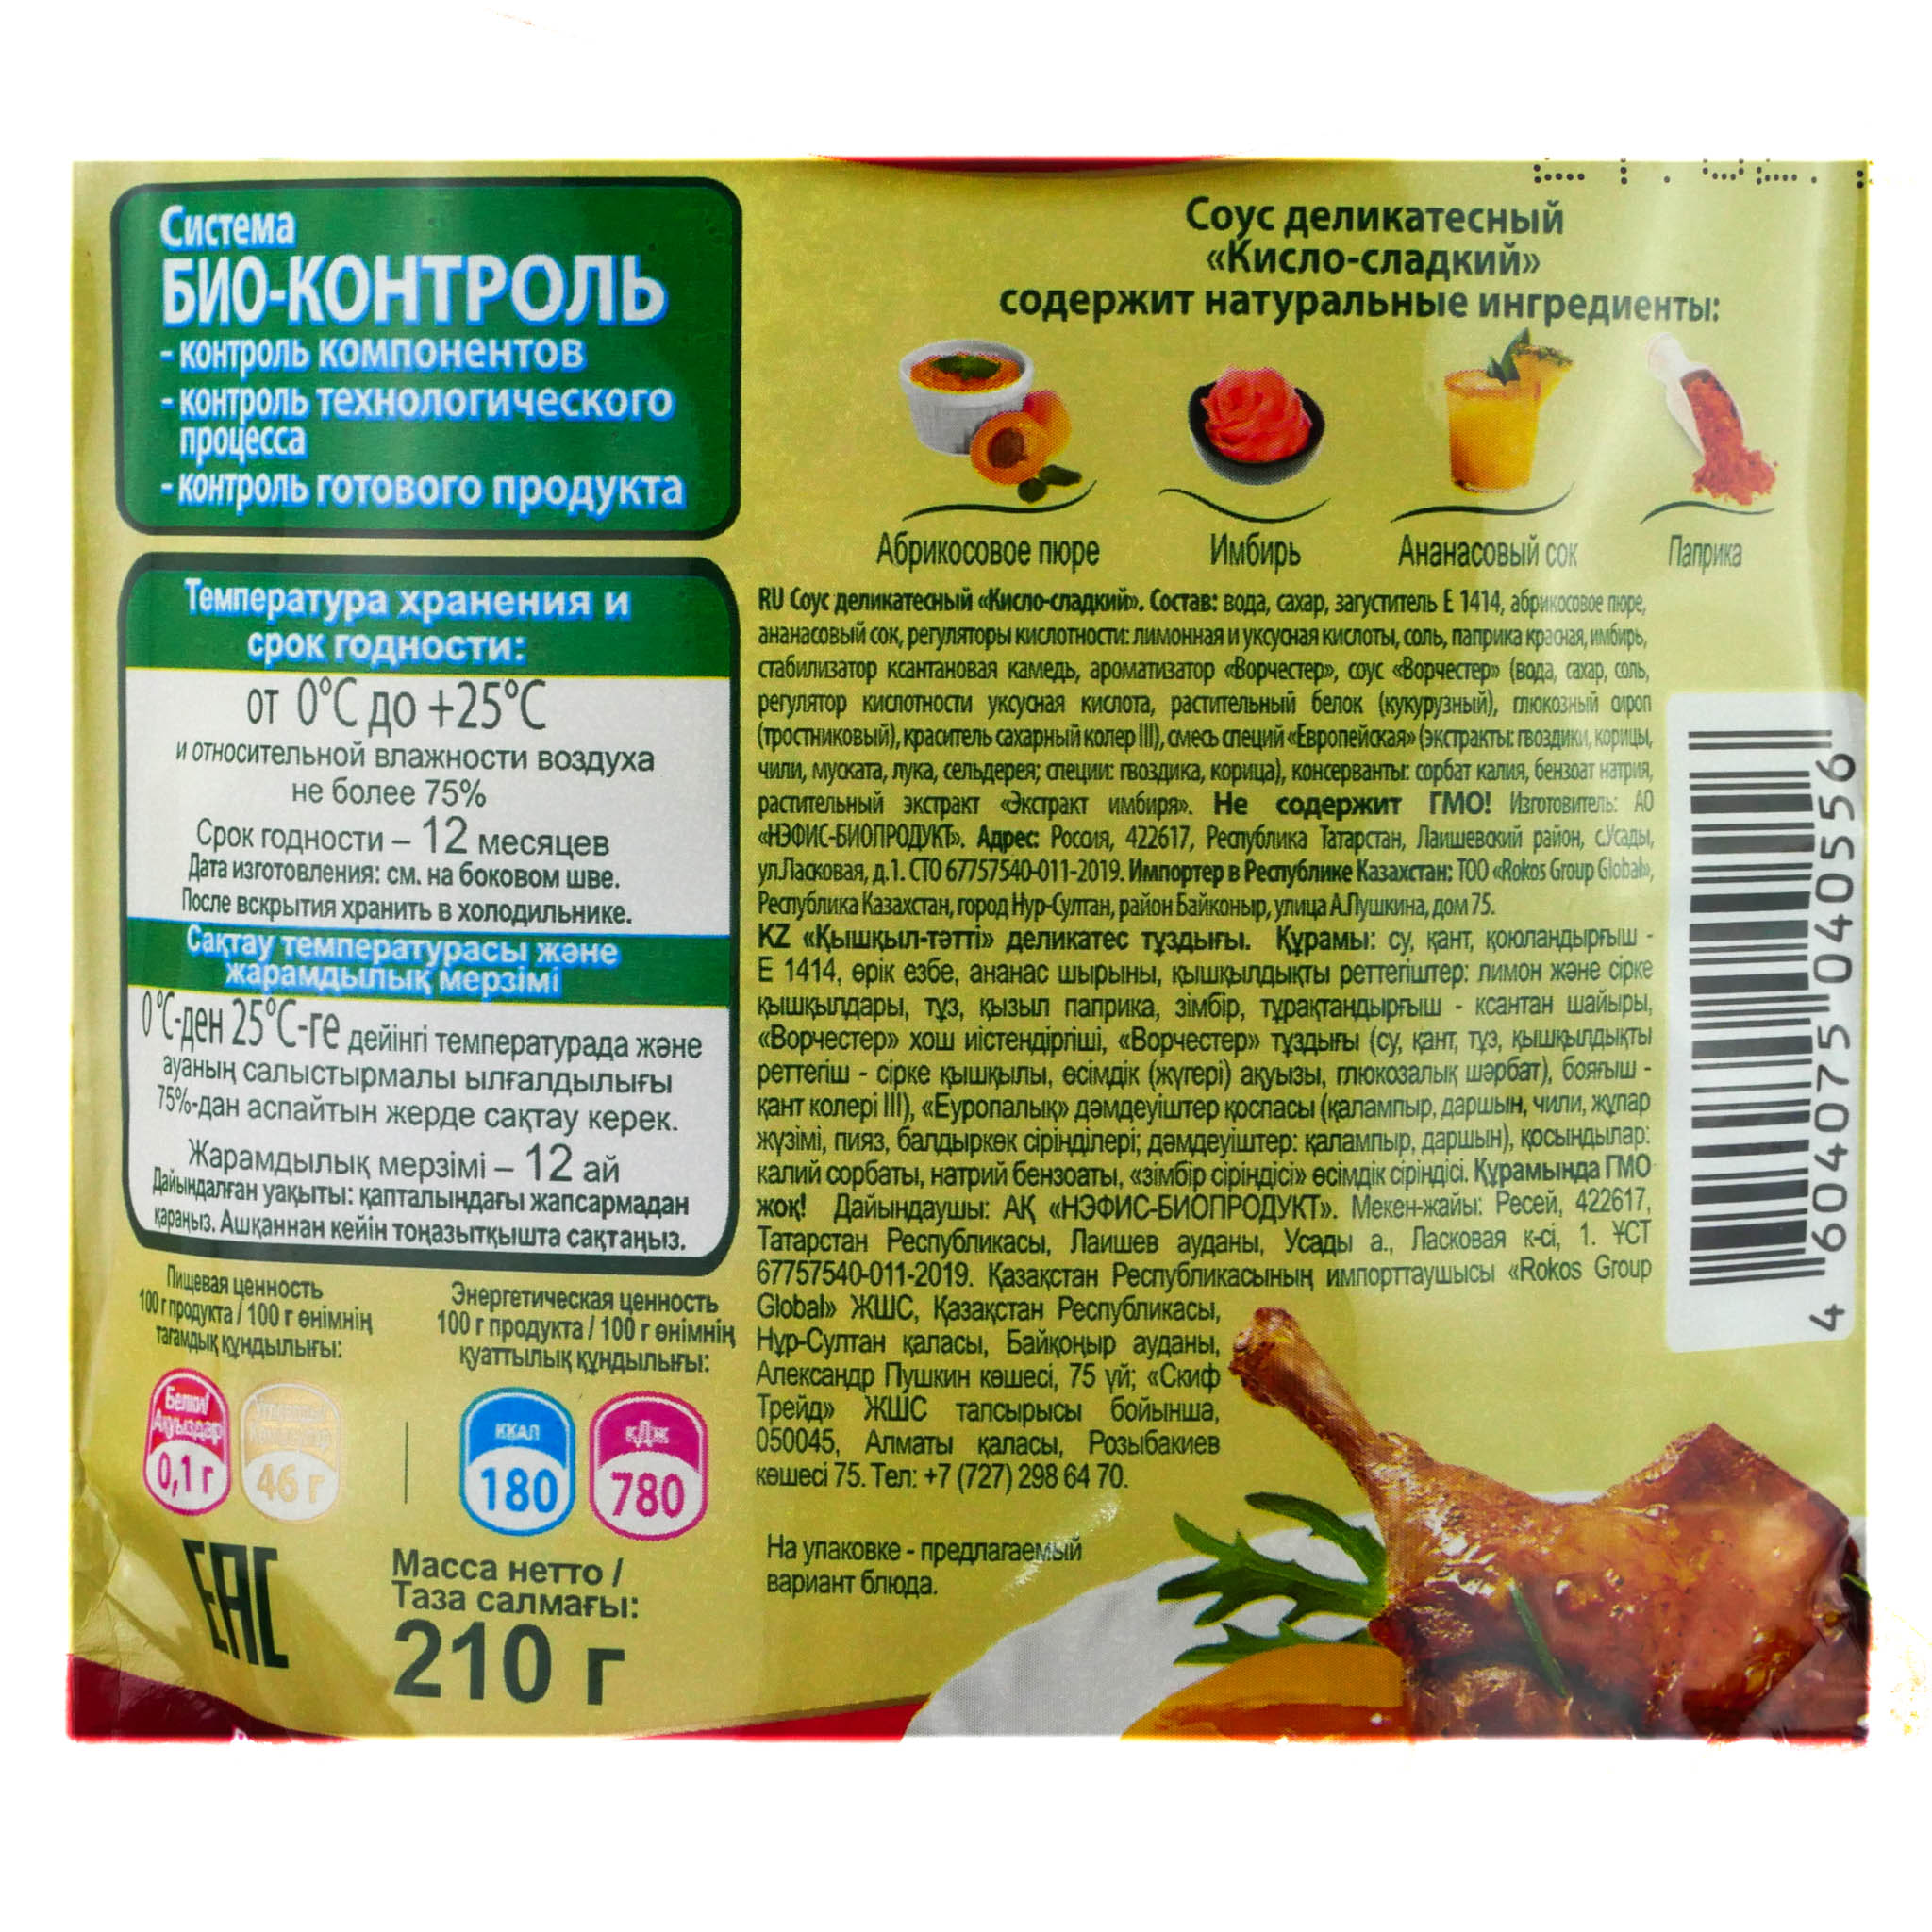 Система
БИО-КОНТРОЛЬ
- контроль компонентов
- контроль технологического
процесса
- контроль готового продукта
Температура хранения и
срок годности:
от 0°С до +25°С
и относительной влажности воздуха
не более 75%
Срок годности – 12 месяцев
Дата изготовления: см. на боковом шве.
После вскрытия хранить в холодильнике.
Сақтау температурасы және
жарамдылық мерзімі
0°С-ден 25°С-ге дейінгі температурада және
ауаның салыстырмалы ылғалдылығы
75%-дан аспайтын жерде сақтау керек.
Жарамдылық мерзімі – 12 ай
Дайындалған уақыты: қапталындағы жапсармадан
қараңыз. Ашқаннан кейін тоңазытқышта сақтаңыз.
Пищевая ценность
100 г продукта / 100 г өнімнің
тағамдық құндылығы:
Белки/
Ақуыздар
0,1 г
46 г
Энергетическая ценность
100 г продукта / 100 г өнімнің
қуаттылық құндылығы:
ккал
180
кДж
780
EAC
Масса нетто /
Таза салмағы:
210 г
Соус деликатесный
«Кисло-сладкий»
содержит натуральные ингредиенты:
Абрикосовое пюре
Имбирь
Ананасовый сок
Паприка
RU Соус деликатесный «Кисло-сладкий». Состав: вода, сахар, загуститель Е 1414, абрикосовое пюре,
ананасовый сок, регуляторы кислотности: лимонная и уксусная кислоты, соль, паприка красная, имбирь,
стабилизатор ксантановая камедь, ароматизатор «Ворчестер», соус «Ворчестер» (вода, сахар, соль,
регулятор кислотности уксусная кислота, растительный белок (кукурузный), глюкозный сироп
(тростниковый), краситель сахарный колер III), смесь специй «Европейская» (экстракты: гвоздики, корицы,
чили, муската, лука, сельдерея; специи: гвоздика, корица), консерванты: сорбат калия, бензоат натрия,
растительный экстракт «Экстракт имбиря». Не содержит ГМО! Изготовитель: АО
«НЭФИС-БИОПРОДУКТ». Адрес: Россия, 422617, Республика Татарстан, Лаишевский район, с.Усады,
ул.Ласковая, д.1. СТО 67757540-011-2019. Импортер в Республике Казахстан: ТОО «Rokos Group Global»,
Республика Казахстан, город Нур-Султан, район Байконыр, улица А.Пушкина, дом 75.
KZ «Қышқыл-тәтті» деликатес тұздығы. Құрамы: су, қант, қоюландырғыш -
Е 1414, өрік езбе, ананас шырыны, қышқылдықты реттегіштер: лимон және сірке
қышқылдары, тұз, қызыл паприка, зімбір, тұрақтандырғыш - ксантан шайыры,
«Ворчестер» хош иістендіргіші, «Ворчестер» тұздығы (су, қант, тұз, қышқылдықты
реттегіш - сірке қышқылы, өсімдік (жүгері) ақуызы, глюкозалық шәрбат), бояғыш -
қант колері III), «Еуропалық» дәмдеуіштер қоспасы (қалампыр, даршын, чили, жұпар
жүзімі, пияз, балдыркөк сірінділері; дәмдеуіштер: қалампыр, даршын), қосындылар:
калий сорбаты, натрий бензоаты, «зімбір сіріндісі» өсімдік сіріндісі. Құрамында ГМО
жоқ! Дайындаушы: АҚ «НЭФИС-БИОПРОДУКТ». Мекен-жайы: Ресей, 422617,
Татарстан Республикасы, Лаишев ауданы, Усады а., Ласковая к-сі, 1. ҰСТ
67757540-011-2019. Қазақстан Республикасының импорттаушысы «Rokos Group
Global» ЖШС, Қазақстан Республикасы,
Нұр-Султан қаласы, Байқоңыр ауданы,
Александр Пушкин көшесі, 75 үй; «Скиф
Трейд» ЖШС тапсырысы бойынша,
050045, Алматы қаласы, Розыбакиев
көшесі 75. Тел: +7 (727) 298 64 70.
На упаковке - предлагаемый
вариант блюда.
4 604075 040556